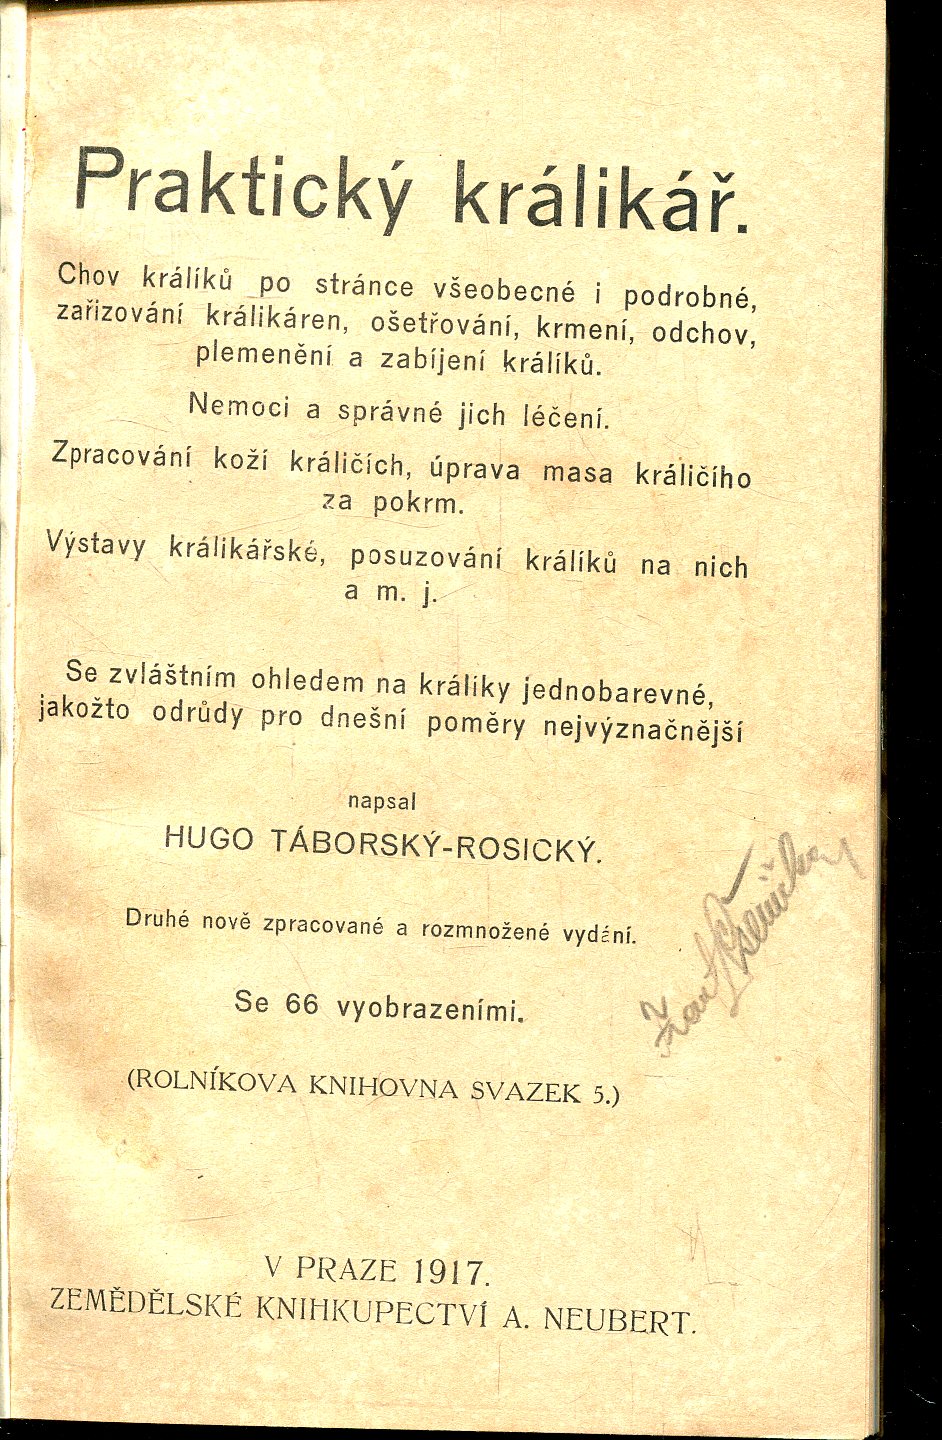 Praktický králikář.
Chov králíků po stránce všeobecné i podrobné,
zařizování králikáren, ošetřování, krmení, odchov,
plemenění a zabíjení králíků.
Nemoci a správné jich léčení.
Zpracování koží králičích, úprava masa králičího
za pokrm.
Výstavy králikářské, posuzování králíků na nich
a m. j.
Se zvláštním ohledem na králíky jednobarevné,
jakožto odrůdy pro dnešní poměry nejvýznačnější
napsal
HUGO TÁBORSKÝ-ROSICKÝ.
Druhé nově zpracované a rozmnožené vydání.
Se 66 vyobrazeními.
(ROLNÍKOVA KNIHOVNA SVAZEK 5.)
V PRAZE 1917.
ZEMĚDĚLSKÉ KNIHKUPECTVÍ A. NEUBERT.